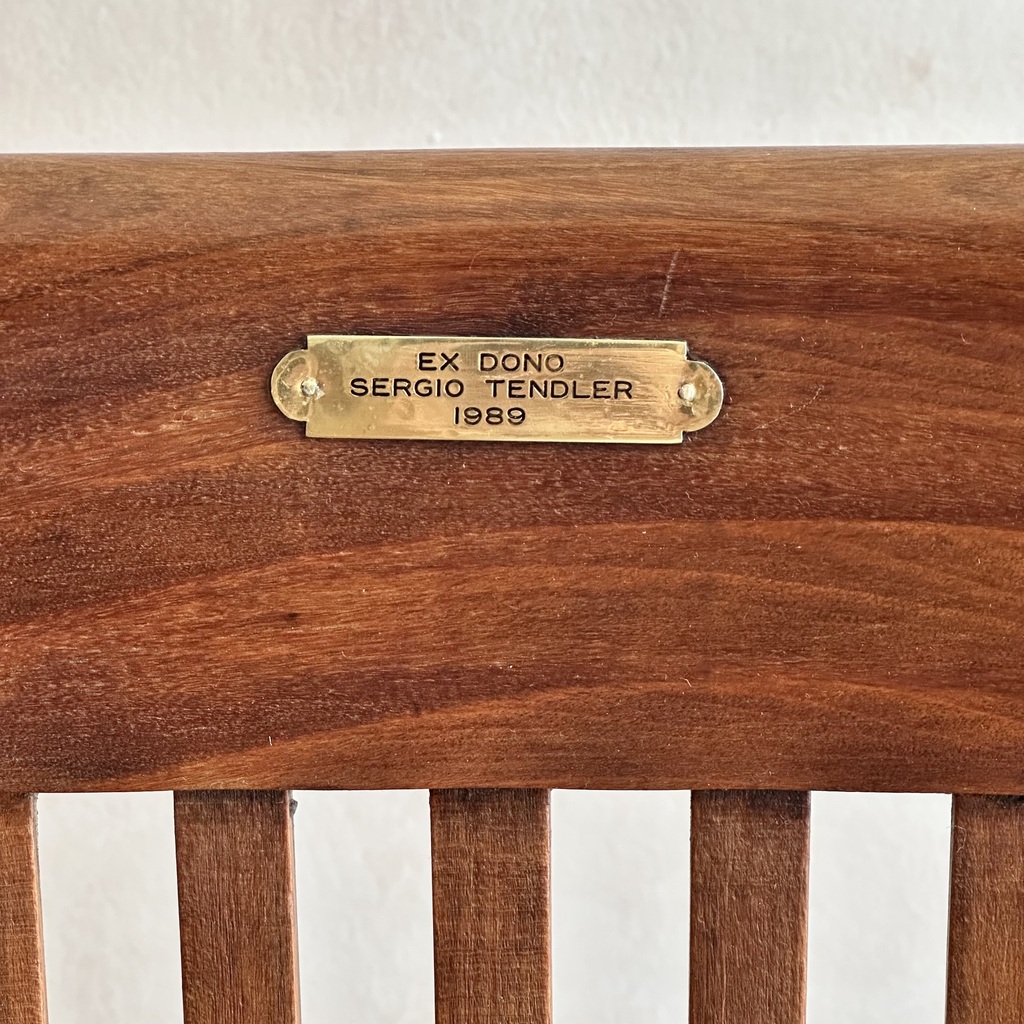 EX DONO
SERGIO TENDLER
1989